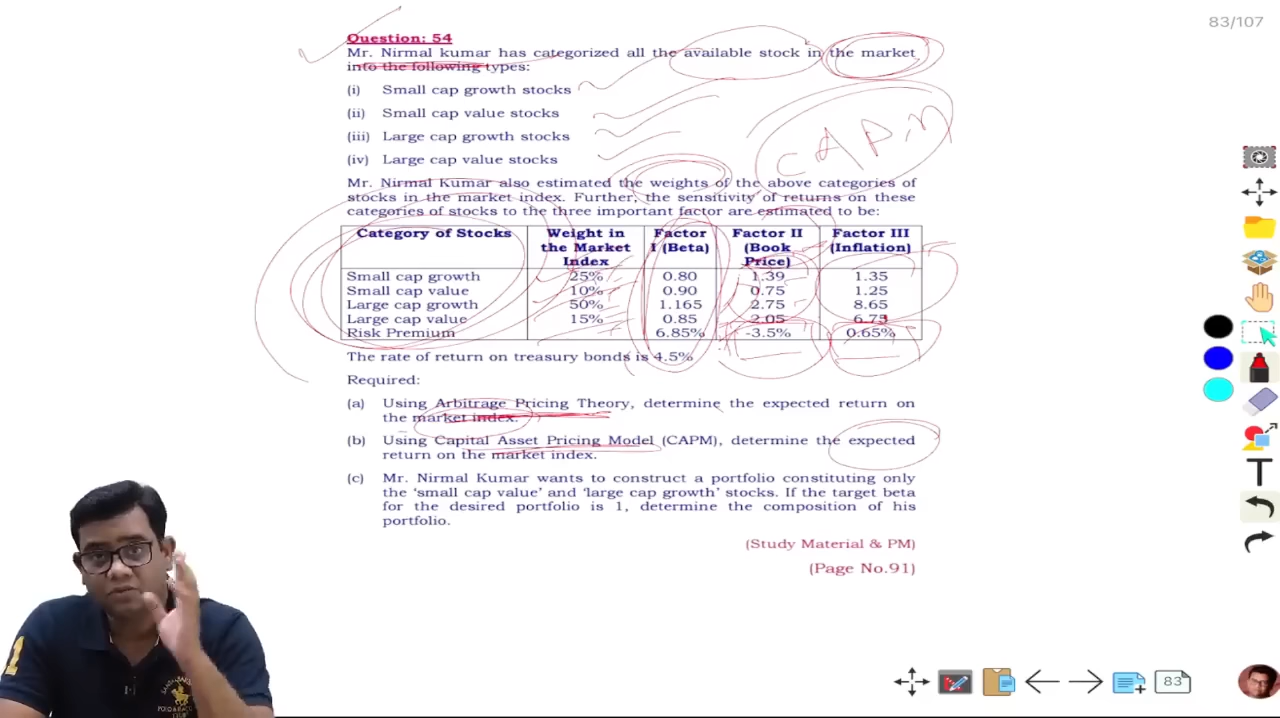 83/107
Question: 54
Mr. Nirmal kumar has categorized all the available stock in the market
into the following types:
(i) Small cap growth stocks
(ii) Small cap value stocks
(iii) Large cap growth stocks
(iv) Large cap value stocks
CAPM
Mr. Nirmal Kumar also estimated the weights of the above categories of
stocks in the market index. Further, the sensitivity of returns on these
categories of stocks to the three important factor are estimated to be:
Category of Stocks Weight in the Market Index Factor I (Beta) Factor II (Book Price) Factor III (Inflation)
Small cap growth 25% 0.80 1.39 1.35
Small cap value 10% 0.90 0.75 1.25
Large cap growth 50% 1.165 2.75 8.65
Large cap value 15% 0.85 2.05 6.75
Risk Premium 6.85% -3.5% 0.65%
The rate of return on treasury bonds is 4.5%
Required:
(a) Using Arbitrage Pricing Theory, determine the expected return on
the market index.
(b) Using Capital Asset Pricing Model (CAPM), determine the expected
return on the market index.
(c) Mr. Nirmal Kumar wants to construct a portfolio constituting only
the ‘small cap value’ and ‘large cap growth’ stocks. If the target beta
for the desired portfolio is 1, determine the composition of his
portfolio.
(Study Material & PM)
(Page No.91)
1
T
83